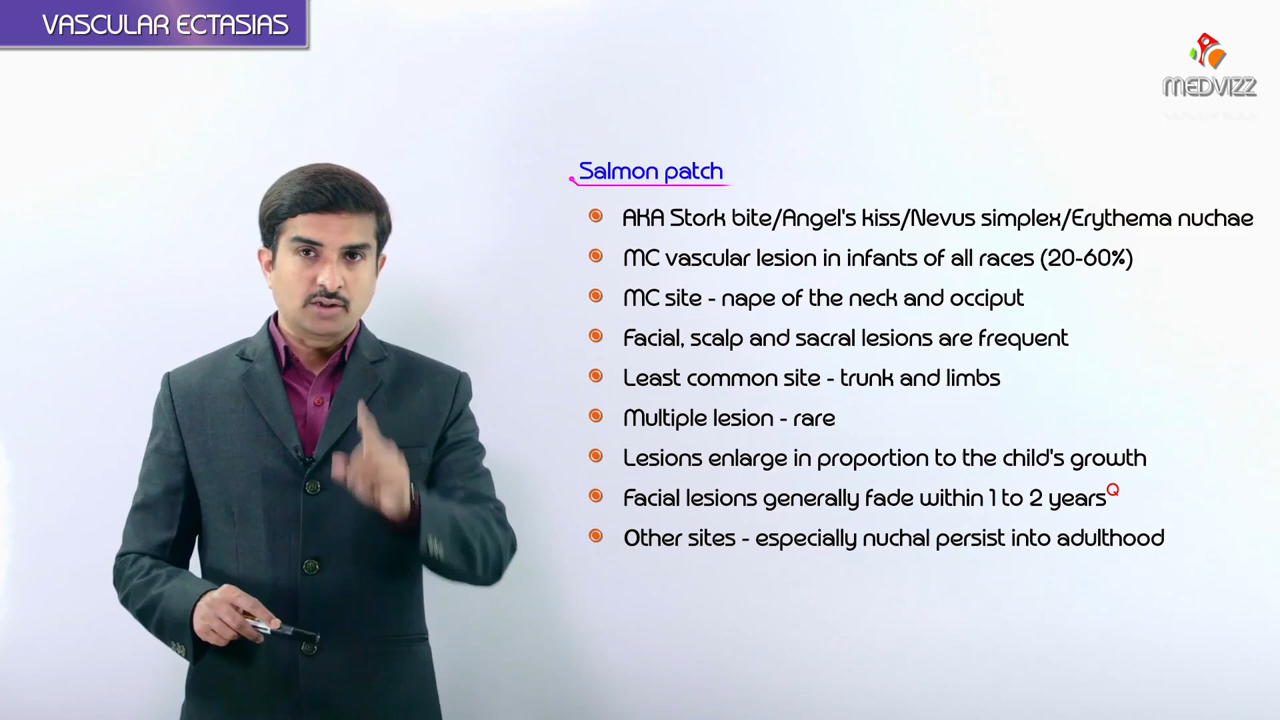 VASCULAR ECTASIAS
MEDVIZZ
Salmon patch
AKA Stork bite/Angel's kiss/Nevus simplex/Erythema nuchae
MC vascular lesion in infants of all races (20-60%)
MC site - nape of the neck and occiput
Facial, scalp and sacral lesions are frequent
Least common site - trunk and limbs
Multiple lesion - rare
Lesions enlarge in proportion to the child's growth
Facial lesions generally fade within 1 to 2 yearsQ
Other sites - especially nuchal persist into adulthood